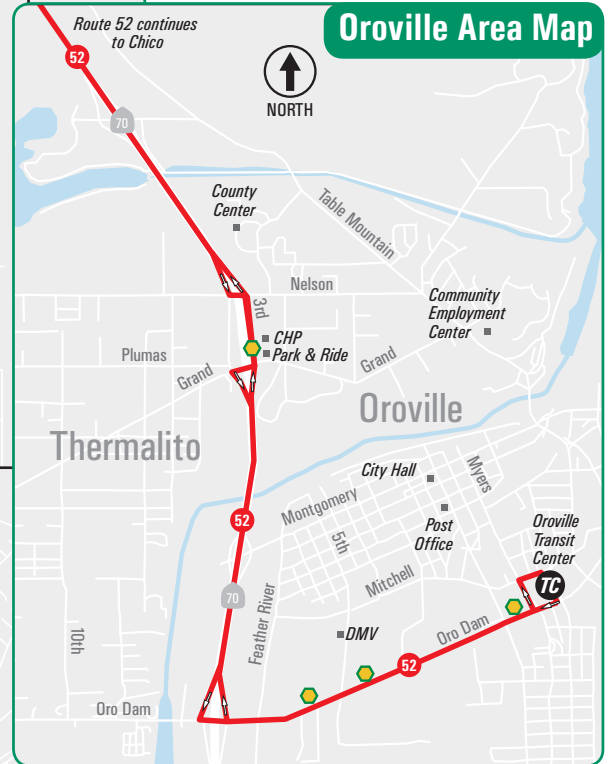 Oroville Area Map
Route 52 continues
to Chico
52
70
NORTH
County
Center
Table Mountain
Nelson
3rd
Community
Employment
Center
CHP
Park & Ride
Plumas
Grand
Grand
Oroville
Thermalito
City Hall
Myers
Montgomery
Post
Office
5th
Oroville
Transit
Center
52
Mitchell
TC
70
Feather River
DMV
Oro Dam
10th
52
Oro Dam